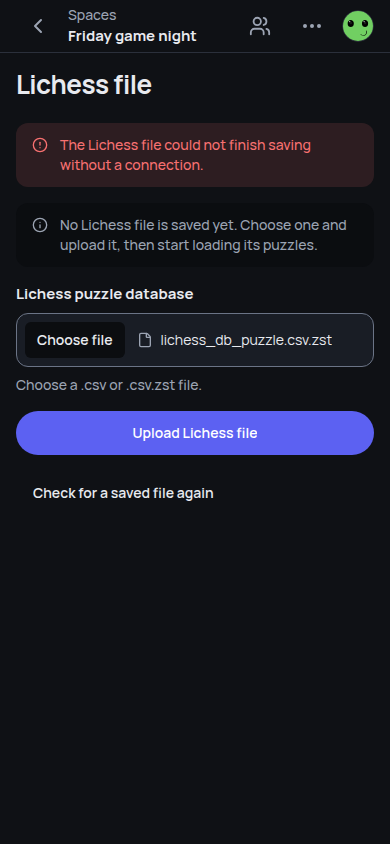 Spaces
Friday game night
Lichess file
The Lichess file could not finish saving
without a connection.
No Lichess file is saved yet. Choose one and
upload it, then start loading its puzzles.
Lichess puzzle database
Choose file
lichess_db_puzzle.csv.zst
Choose a .csv or .csv.zst file.
Upload Lichess file
Check for a saved file again